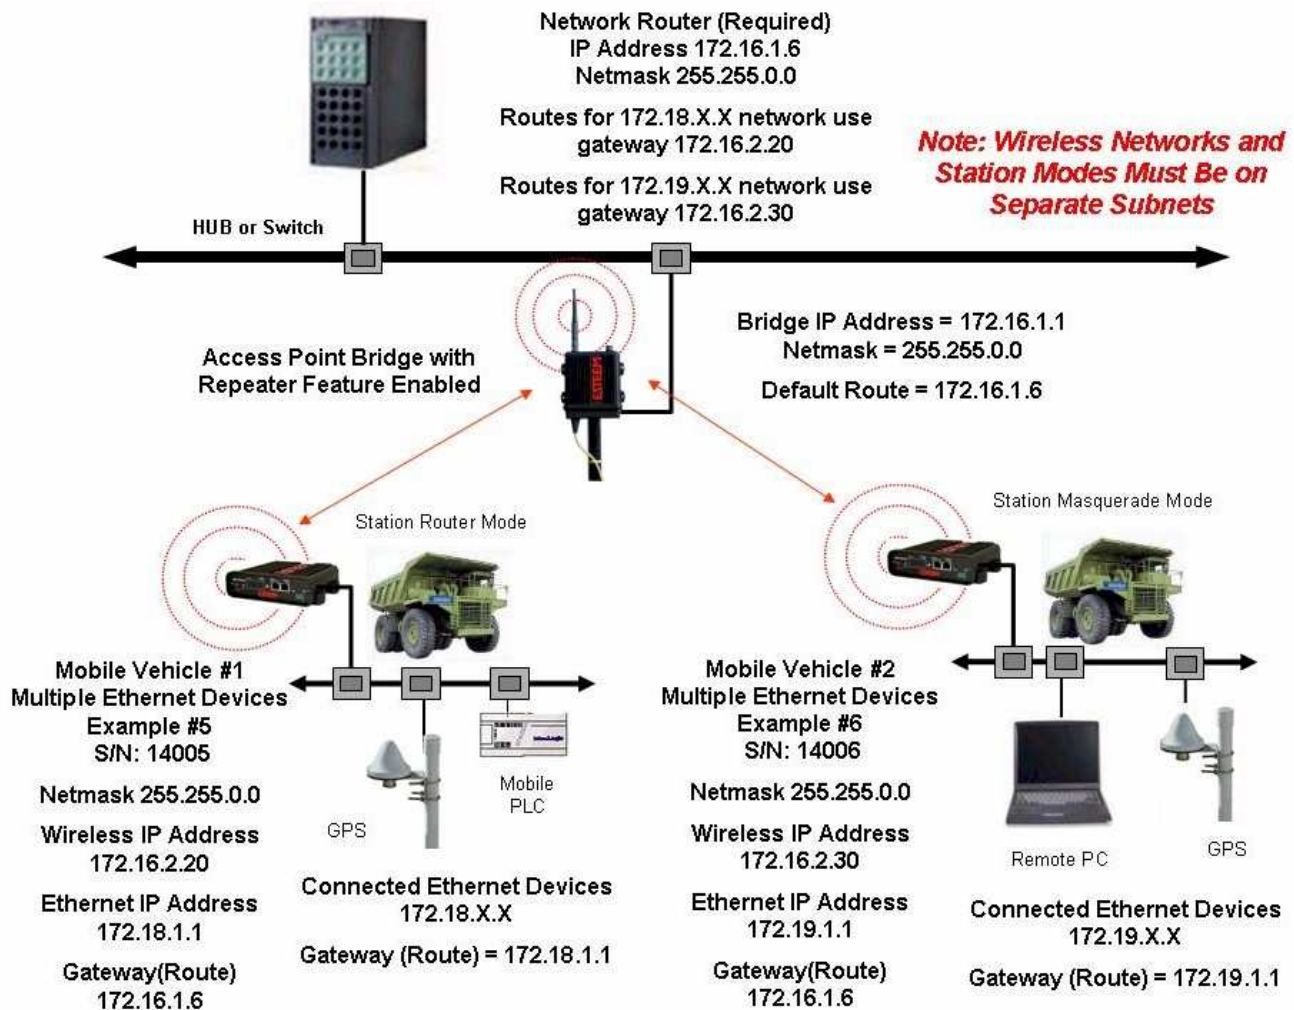 Network Router (Required)
IP Address 172.16.1.6
Netmask 255.255.0.0
Routes for 172.18.X.X network use
gateway 172.16.2.20
Routes for 172.19.X.X network use
gateway 172.16.2.30
Note: Wireless Networks and
Station Modes Must Be on
Separate Subnets
HUB or Switch
Access Point Bridge with
Repeater Feature Enabled
ESTEEM
Bridge IP Address = 172.16.1.1
Netmask = 255.255.0.0
Default Route = 172.16.1.6
Station Router Mode
Station Masquerade Mode
Mobile Vehicle #1
Multiple Ethernet Devices
Example #5
S/N: 14005
Netmask 255.255.0.0
Wireless IP Address
172.16.2.20
Ethernet IP Address
172.18.1.1
Gateway(Route)
172.16.1.6
GPS
Mobile
PLC
Connected Ethernet Devices
172.18.X.X
Gateway (Route) = 172.18.1.1
Mobile Vehicle #2
Multiple Ethernet Devices
Example #6
S/N: 14006
Netmask 255.255.0.0
Wireless IP Address
172.16.2.30
Ethernet IP Address
172.19.1.1
Gateway(Route)
172.16.1.6
Remote PC
GPS
Connected Ethernet Devices
172.19.X.X
Gateway (Route) = 172.19.1.1